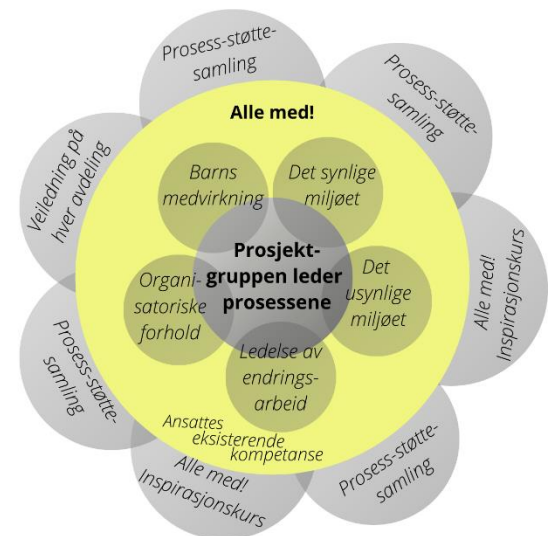 Prosess-støtte-
samling
Prosess-støtte-
samling
Alle med!
Veiledning på
hver avdeling
Barns
medvirkning
Det synlige
miljøet
Prosjekt-
gruppen leder
prosessene
Organi-
satoriske
forhold
Det
usynlige
miljøet
Alle med!
Inspirasjonskurs
Ledelse av
endrings-
arbeid
Prosess-støtte-
samling
Ansattes
eksisterende
kompetanse
Alle med!
Inspirasjonskurs
Prosess-støtte-
samling